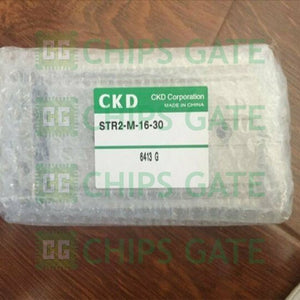 CHIPS GATE
CKD CKD Corporation
MADE IN CHINA
STR2-M-16-30
6413 G
CHIPS GATE
CHIPS GATE